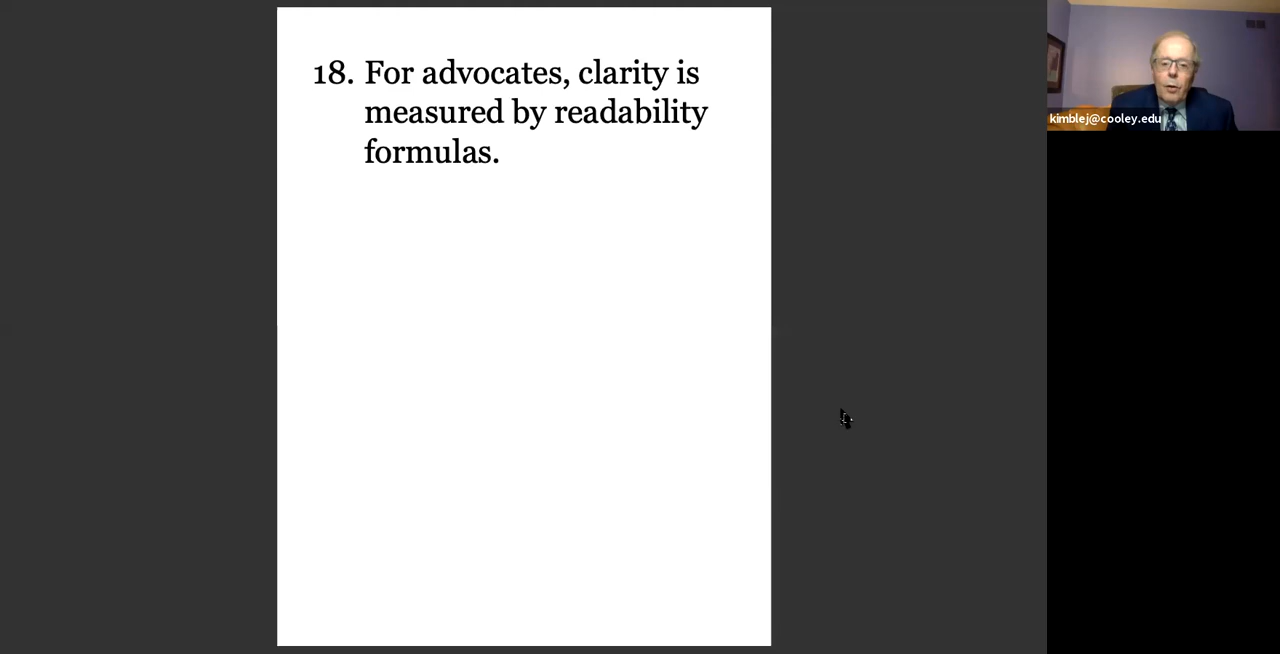 18. For advocates, clarity is
measured by readability
formulas.
kimblej@cooley.edu